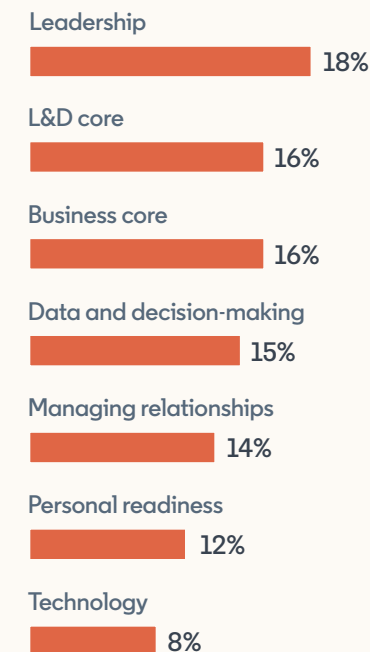 Leadership
18%
L&D core
16%
Business core
16%
Data and decision-making
15%
Managing relationships
14%
Personal readiness
12%
Technology
8%